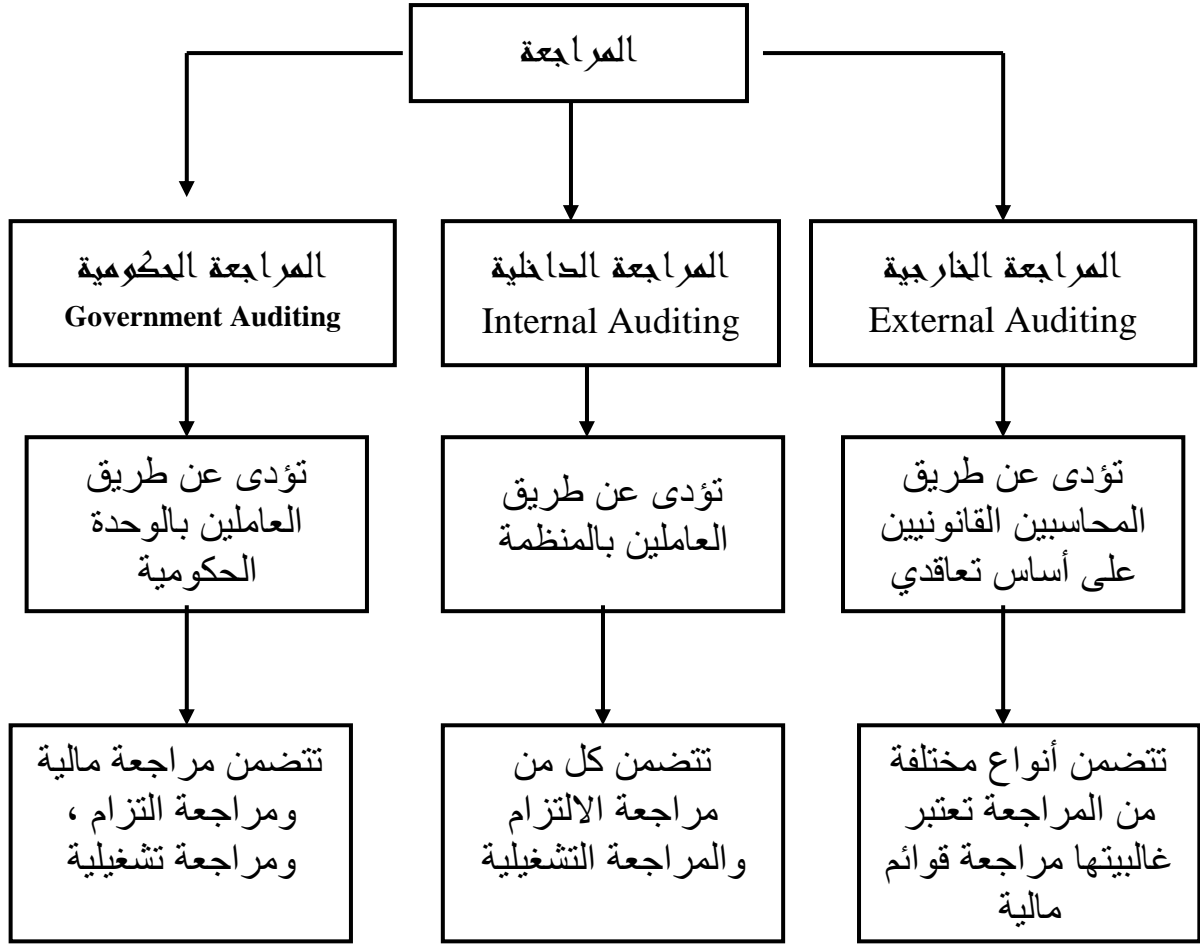 المراجعة
المراجعة الخارجية
External Auditing
المراجعة الداخلية
Internal Auditing
المراجعة الحكومية
Government Auditing
تؤدى عن طريق
المحاسبين القانونيين
على أساس تعاقدي
تؤدى عن طريق
العاملين بالمنظمة
تؤدى عن طريق
العاملين بالوحدة
الحكومية
تتضمن أنواع مختلفة
من المراجعة تعتبر
غالبيتها مراجعة قوائم
مالية
تتضمن كل من
مراجعة الالتزام
والمراجعة التشغيلية
تتضمن مراجعة مالية
ومراجعة التزام ،
ومراجعة تشغيلية